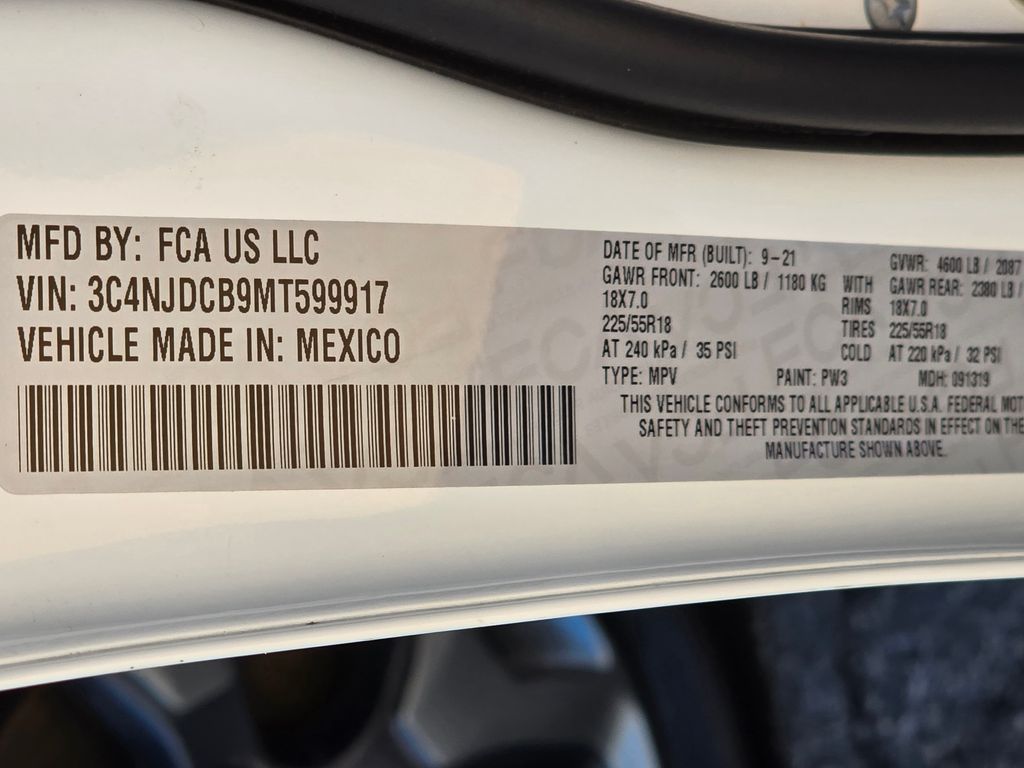 MFD BY: FCA US LLC
VIN: 3C4NJDCB9MT599917
VEHICLE MADE IN: MEXICO
DATE OF MFR (BUILT): 9-21 GVWR: 4600 LB / 2087
GAWR FRONT: 2600 LB / 1180 KG WITH GAWR REAR: 2380 LB /
18X7.0 RIMS 18X7.0
225/55R18 TIRES 225/55R18
AT 240 kPa / 35 PSI COLD AT 220 kPa / 32 PSI
TYPE: MPV PAINT: PW3 MDH: 091319
THIS VEHICLE CONFORMS TO ALL APPLICABLE U.S.A. FEDERAL MOT
SAFETY AND THEFT PREVENTION STANDARDS IN EFFECT ON THE
MANUFACTURE SHOWN ABOVE.